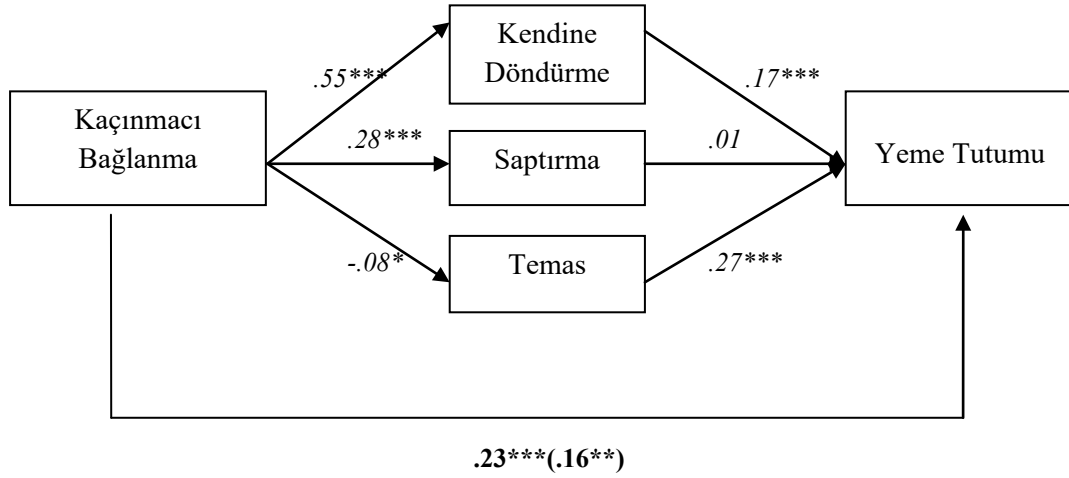 Kendine
Döndürme
.55***
.17***
Kaçınmacı
Bağlanma
.28***
Saptırma
.01
Yeme Tutumu
-.08*
Temas
.27***
.23***(.16**)